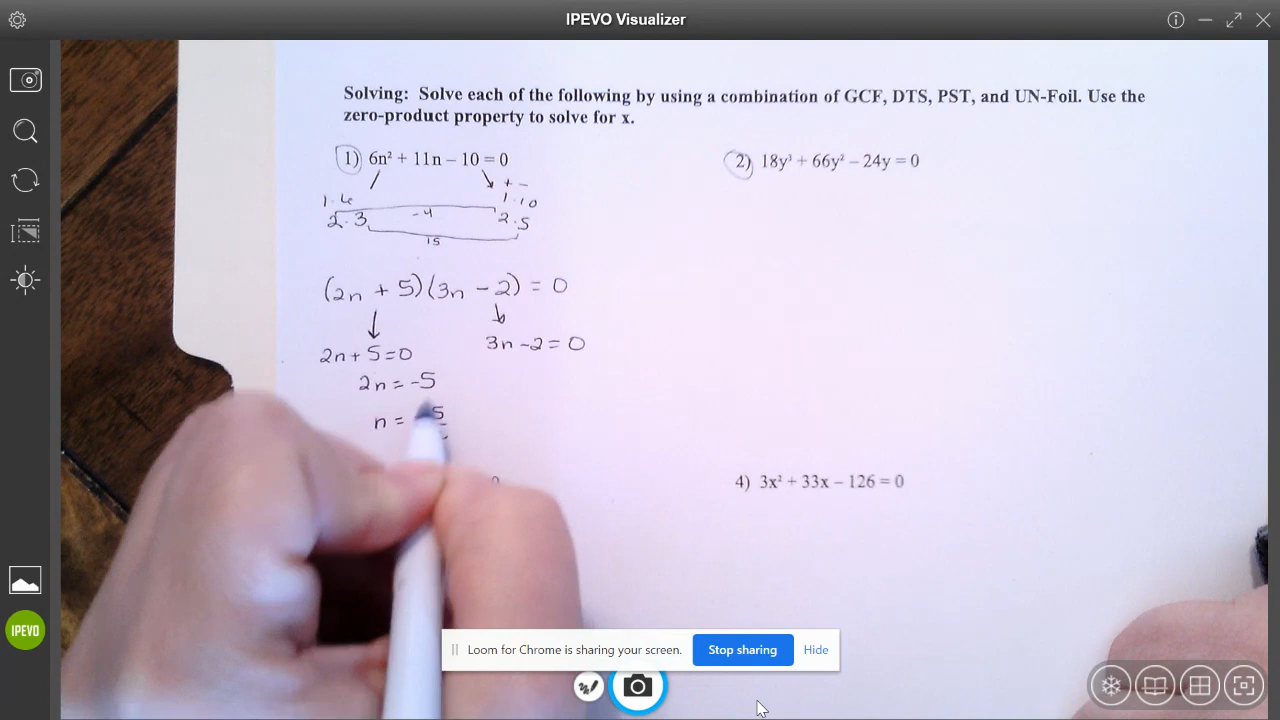 IPEVO Visualizer
Solving: Solve each of the following by using a combination of GCF, DTS, PST, and UN-Foil. Use the
zero-product property to solve for x.
1) 6n² + 11n – 10 = 0
+ -
1·6 1·10
2·3 -4 2·5
15
(2n + 5)(3n - 2) = 0
2n + 5 = 0 3n - 2 = 0
2n = -5
n = 5
2) 18y³ + 66y² – 24y = 0
4) 3x² + 33x – 126 = 0
IPEVO
Loom for Chrome is sharing your screen. Stop sharing Hide